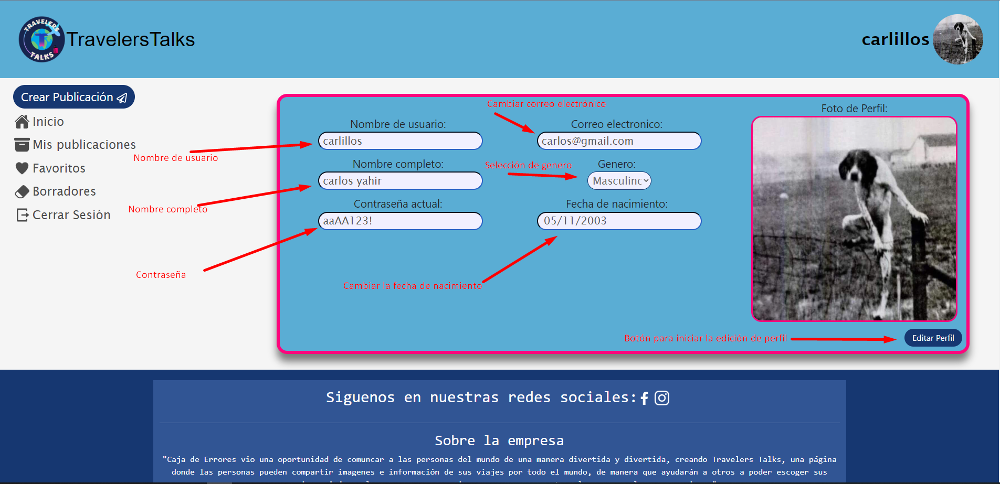 TRAVELERS
TALKS
TravelersTalks
carlillos
Crear Publicación
Inicio
Mis publicaciones
Favoritos
Borradores
Cerrar Sesión
Cambiar correo electrónico
Foto de Perfil:
Nombre de usuario:
Correo electronico:
carlillos
carlos@gmail.com
Nombre de usuario
Nombre completo:
Selección de genero
Genero:
carlos yahir
Masculino
Nombre completo
Contraseña actual:
Fecha de nacimiento:
aaAA123!
05/11/2003
Contraseña
Cambiar la fecha de nacimiento
Botón para iniciar la edición de perfil
Editar Perfil
Siguenos en nuestras redes sociales:
Sobre la empresa
"Caja de Errores vio una oportunidad de comuncar a las personas del mundo de una manera divertida y divertida, creando Travelers Talks, una página
donde las personas pueden compartir imagenes e información de sus viajes por todo el mundo, de manera que ayudarán a otros a poder escoger sus